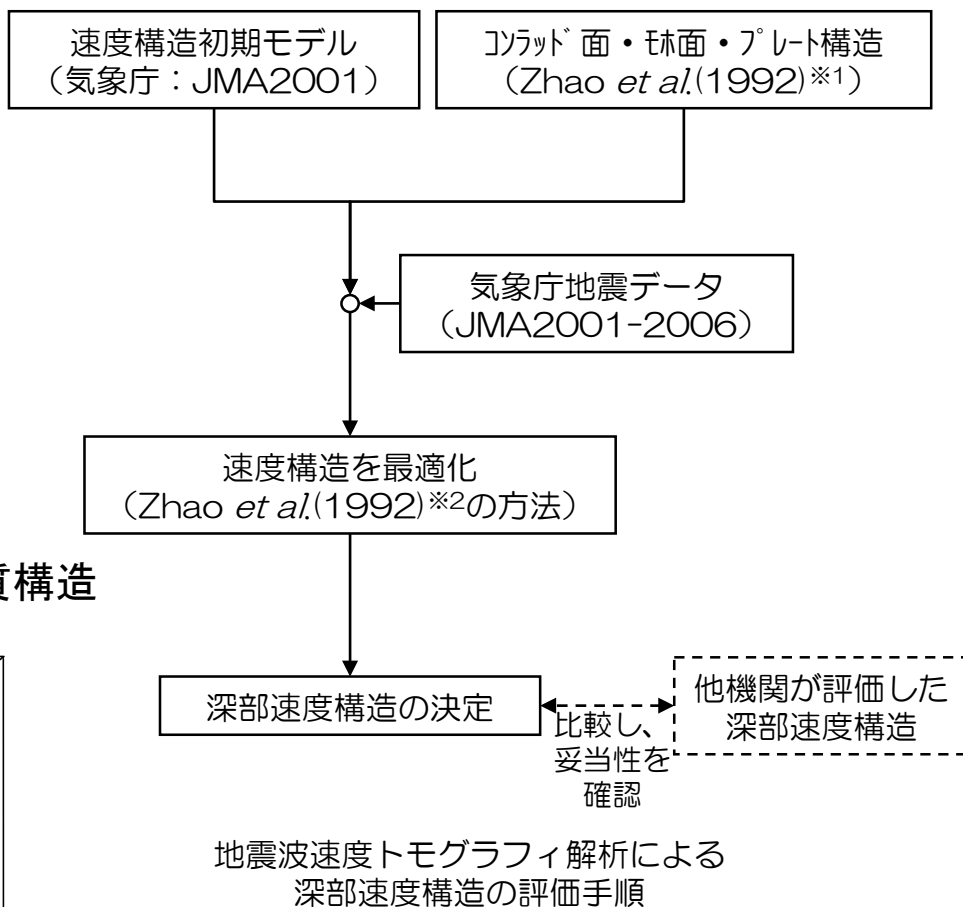 速度構造初期モデル
（気象庁：JMA2001）
コンラッド面・モホ面・プレート構造
（Zhao et al.(1992)※1）
気象庁地震データ
（JMA2001-2006）
速度構造を最適化
（Zhao et al.(1992)※2の方法）
質構造
深部速度構造の決定
比較し、
妥当性を
確認
他機関が評価した
深部速度構造
地震波速度トモグラフィ解析による
深部速度構造の評価手順